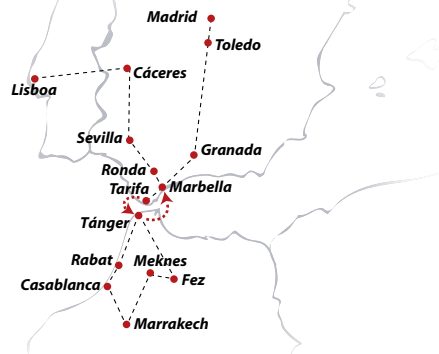 Madrid
Toledo
Cáceres
Lisboa
Sevilla
Granada
Ronda
Tarifa
Marbella
Tánger
Rabat
Meknes
Fez
Casablanca
Marrakech